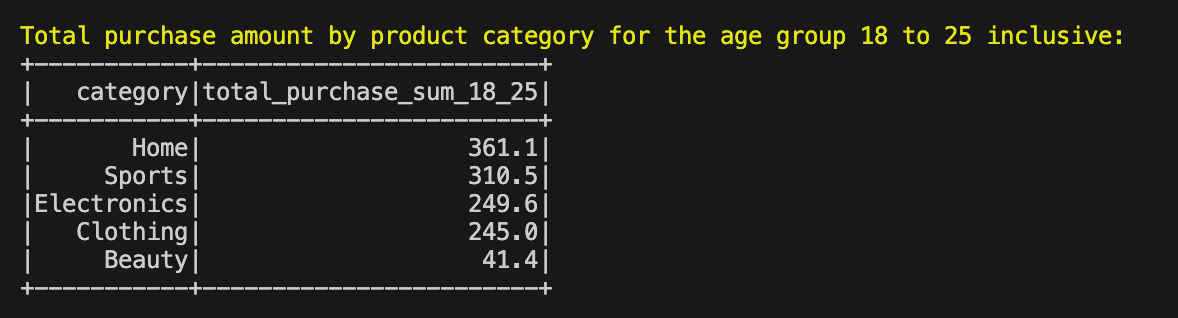 Total purchase amount by product category for the age group 18 to 25 inclusive:
+-----------+------------------------+
|   category|total_purchase_sum_18_25|
+-----------+------------------------+
|       Home|                   361.1|
|     Sports|                   310.5|
|Electronics|                   249.6|
|   Clothing|                   245.0|
|     Beauty|                    41.4|
+-----------+------------------------+